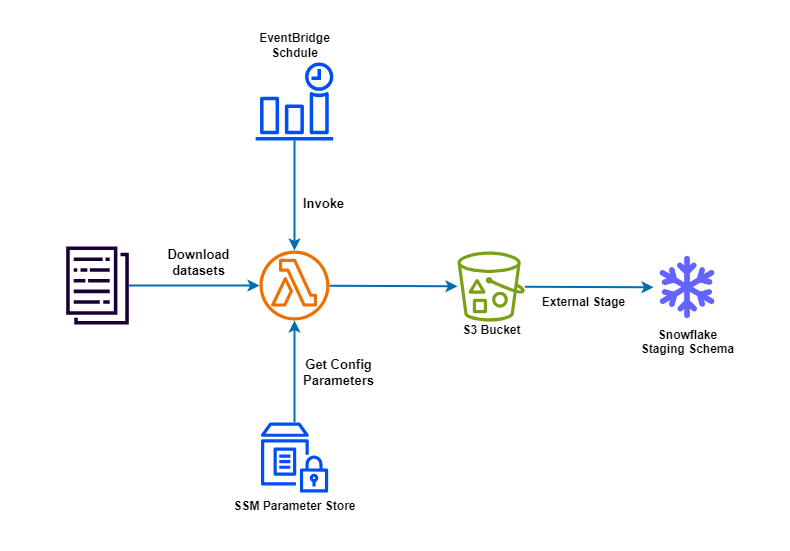 EventBridge
Schdule
Invoke
Download
datasets
S3 Bucket
External Stage
Snowflake
Staging Schema
Get Config
Parameters
SSM Parameter Store